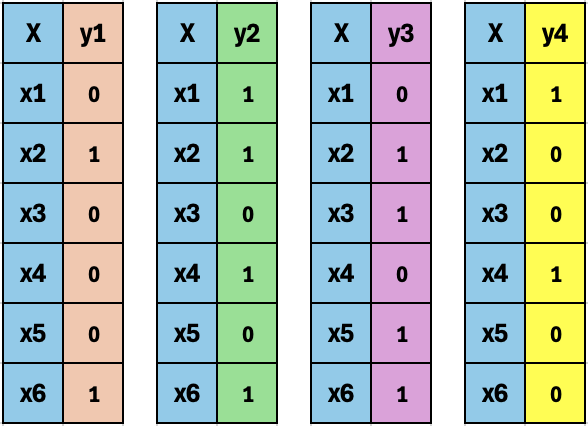 X y1 X y2 X y3 X y4
x1 0 x1 1 x1 0 x1 1
x2 1 x2 1 x2 1 x2 0
x3 0 x3 0 x3 1 x3 0
x4 0 x4 1 x4 0 x4 1
x5 0 x5 0 x5 1 x5 0
x6 1 x6 1 x6 1 x6 0